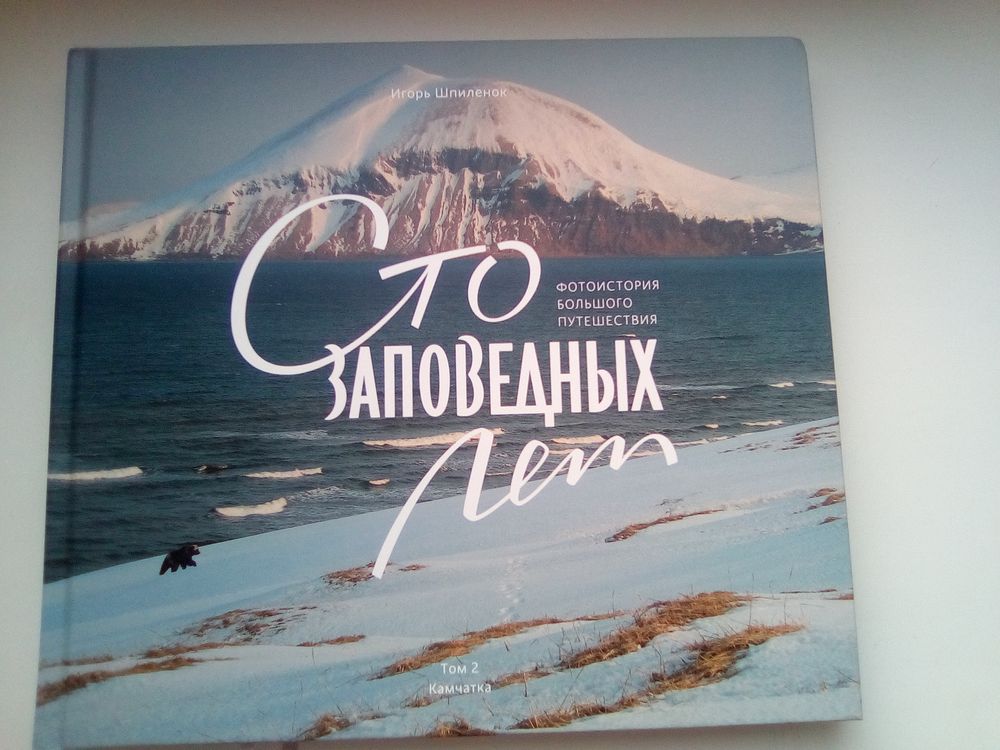 Игорь Шпиленок
Сто
ФОТОИСТОРИЯ
БОЛЬШОГО
ПУТЕШЕСТВИЯ
ЗАПОВЕДНЫХ
Лет
Том 2
Камчатка